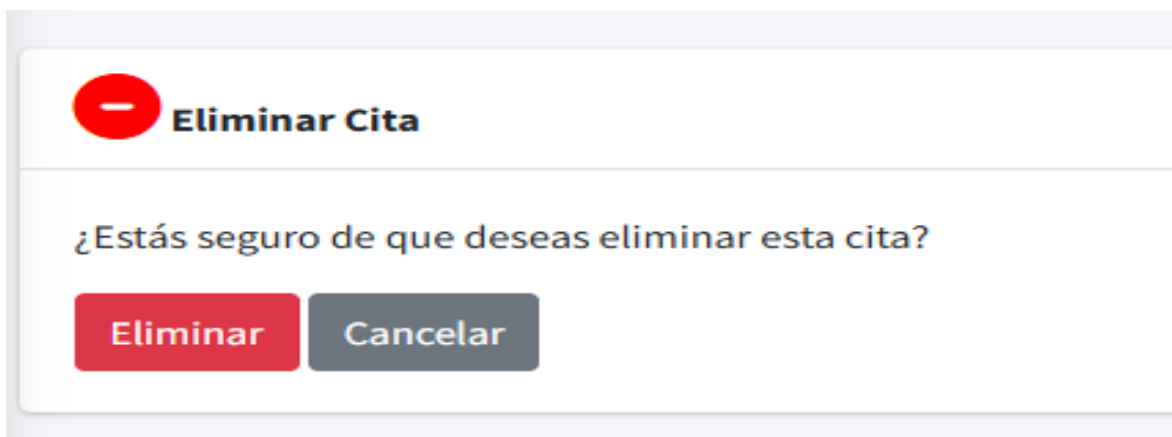 Eliminar Cita
¿Estás seguro de que deseas eliminar esta cita?
Eliminar Cancelar